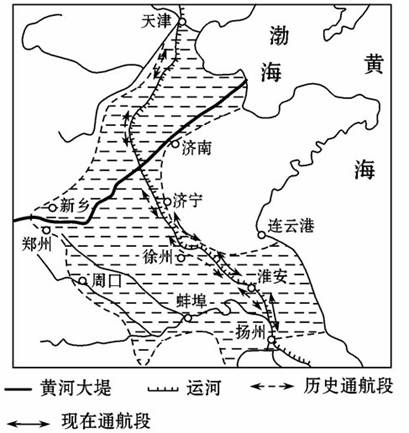 天津
渤
海
黄
海
济南
新乡
济宁
郑州
连云港
徐州
淮安
周口
蚌埠
扬州
黄河大堤
运河
历史通航段
现在通航段